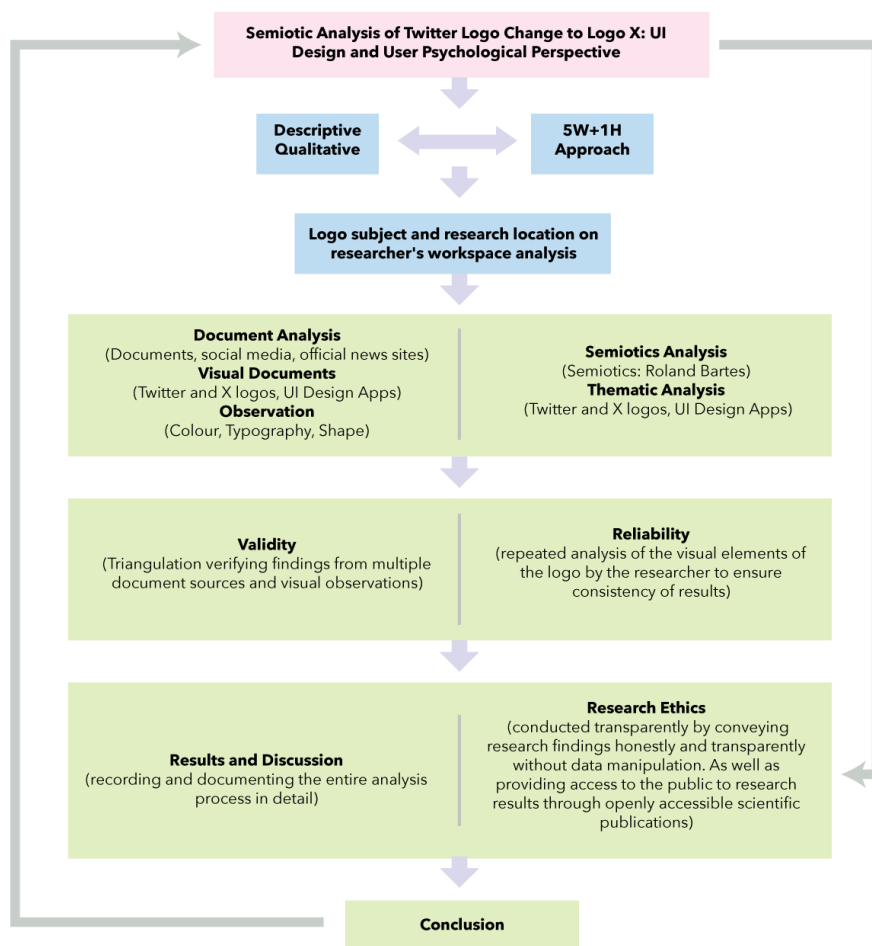 Semiotic Analysis of Twitter Logo Change to Logo X: UI
Design and User Psychological Perspective
Descriptive
Qualitative
5W+1H
Approach
Logo subject and research location on
researcher's workspace analysis
Document Analysis
(Documents, social media, official news sites)
Visual Documents
(Twitter and X logos, UI Design Apps)
Observation
(Colour, Typography, Shape)
Semiotics Analysis
(Semiotics: Roland Bartes)
Thematic Analysis
(Twitter and X logos, UI Design Apps)
Validity
(Triangulation verifying findings from multiple
document sources and visual observations)
Reliability
(repeated analysis of the visual elements of
the logo by the researcher to ensure
consistency of results)
Results and Discussion
(recording and documenting the entire analysis
process in detail)
Research Ethics
(conducted transparently by conveying
research findings honestly and transparently
without data manipulation. As well as
providing access to the public to research
results through openly accessible scientific
publications)
Conclusion